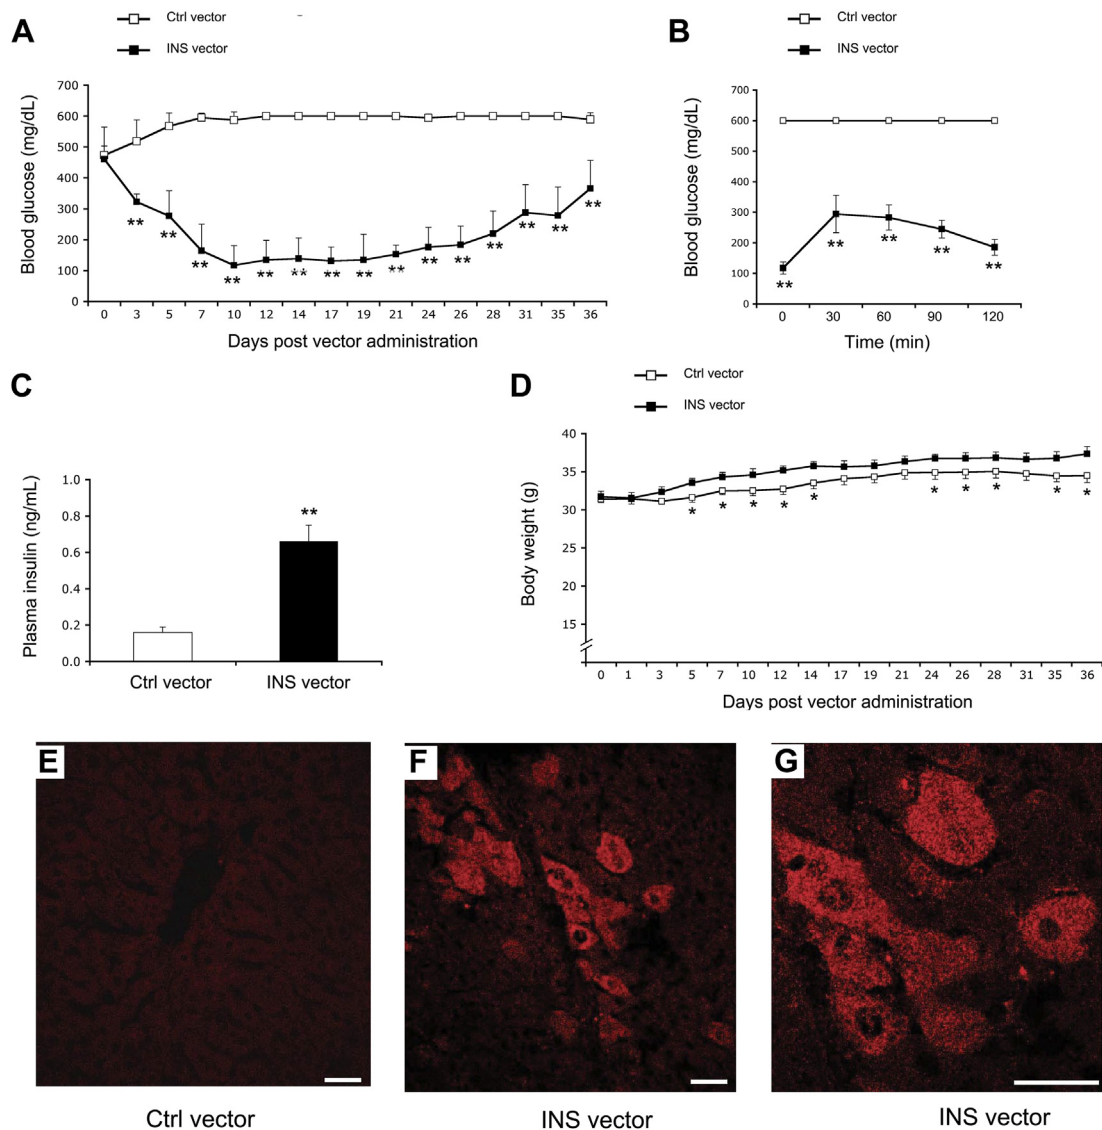 A
Ctrl vector
INS vector
Blood glucose (mg/dL)
700
600
500
400
300
200
100
0
** ** ** ** ** ** ** ** ** ** ** ** ** ** **
0 3 5 7 10 12 14 17 19 21 24 26 28 31 35 36
Days post vector administration
B
Ctrl vector
INS vector
Blood glucose (mg/dL)
700
600
500
400
300
200
100
0
** ** ** ** **
0 30 60 90 120
Time (min)
C
Plasma insulin (ng/mL)
1.0
0.8
0.6
0.4
0.2
0.0
**
Ctrl vector INS vector
D
Ctrl vector
INS vector
Body weight (g)
40
35
30
25
20
15
* * * * * * * * * *
0 1 3 5 7 10 12 14 17 19 21 24 26 28 31 35 36
Days post vector administration
E
Ctrl vector
F
INS vector
G
INS vector